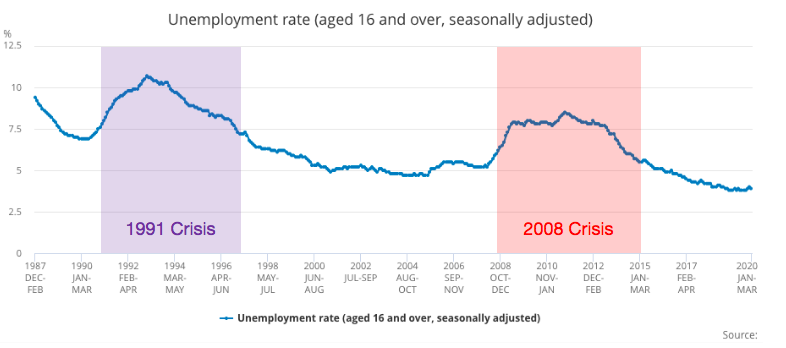 Unemployment rate (aged 16 and over, seasonally adjusted)
%
12.5
10
7.5
5
2.5
0
1991 Crisis
2008 Crisis
1987 1990 1992 1994 1996 1998 2000 2002 2004 2006 2008 2010 2012 2015 2017 2020
DEC- JAN- FEB- MAR- APR- MAY- JUN- JUL-SEP AUG- SEP- OCT- NOV- DEC- JAN- FEB- JAN-
FEB MAR APR MAY JUN JUL AUG OCT NOV DEC JAN FEB MAR APR MAR
Unemployment rate (aged 16 and over, seasonally adjusted)
Source: